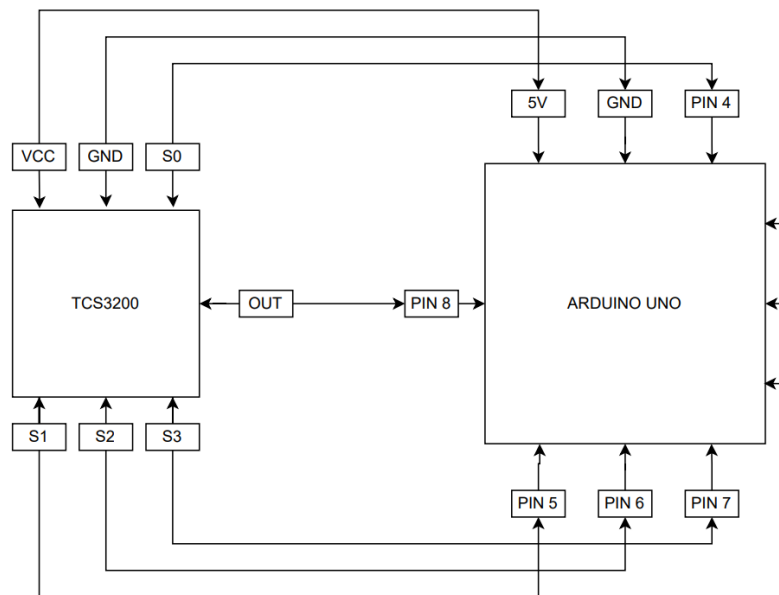 5V
GND
PIN 4
VCC
GND
S0
TCS3200
OUT
PIN 8
ARDUINO UNO
S1
S2
S3
PIN 5
PIN 6
PIN 7